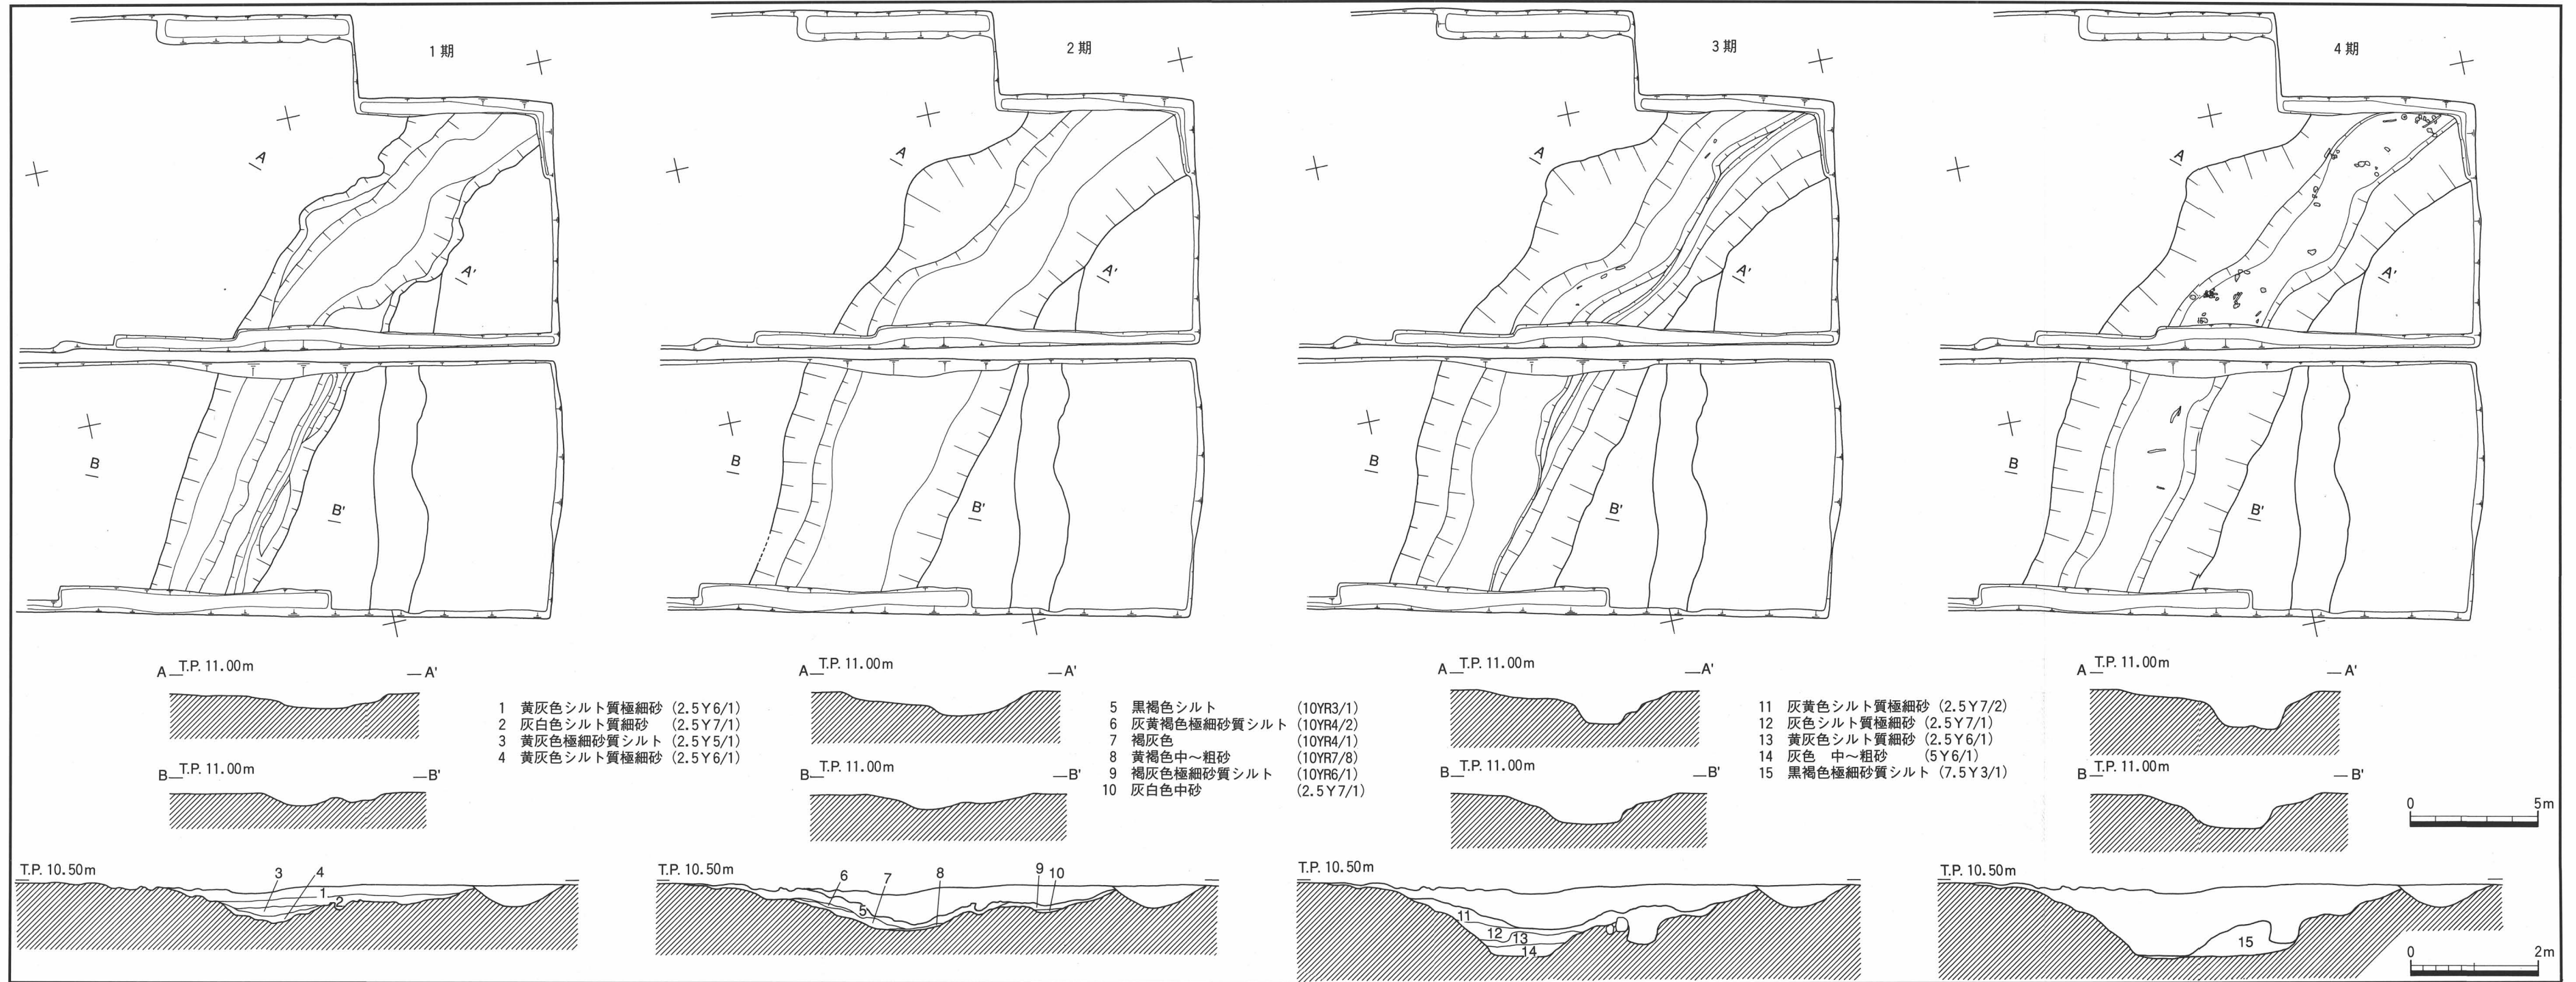 1期
A
A'
B
B'
2期
A
A'
B
B'
3期
A
A'
B
B'
4期
A
A'
B
B'
A T.P. 11.00m A'
B T.P. 11.00m B'
1 黄灰色シルト質極細砂 (2.5Y6/1)
2 灰白色シルト質細砂 (2.5Y7/1)
3 黄灰色極細砂質シルト (2.5Y5/1)
4 黄灰色シルト質極細砂 (2.5Y6/1)
A T.P. 11.00m A'
B T.P. 11.00m B'
5 黒褐色シルト (10YR3/1)
6 灰黄褐色極細砂質シルト (10YR4/2)
7 褐灰色 (10YR4/1)
8 黄褐色中〜粗砂 (10YR7/8)
9 褐灰色極細砂質シルト (10YR6/1)
10 灰白色中砂 (2.5Y7/1)
A T.P. 11.00m A'
B T.P. 11.00m B'
11 灰黄色シルト質極細砂 (2.5Y7/2)
12 灰色シルト質極細砂 (2.5Y7/1)
13 黄灰色シルト質細砂 (2.5Y6/1)
14 灰色 中〜粗砂 (5Y6/1)
15 黒褐色極細砂質シルト (7.5Y3/1)
A T.P. 11.00m A'
B T.P. 11.00m B'
0 5m
T.P. 10.50m
3 4
1 2
T.P. 10.50m
6 7 8 9 10
5
T.P. 10.50m
11
12
13
14
T.P. 10.50m
15
0 2m